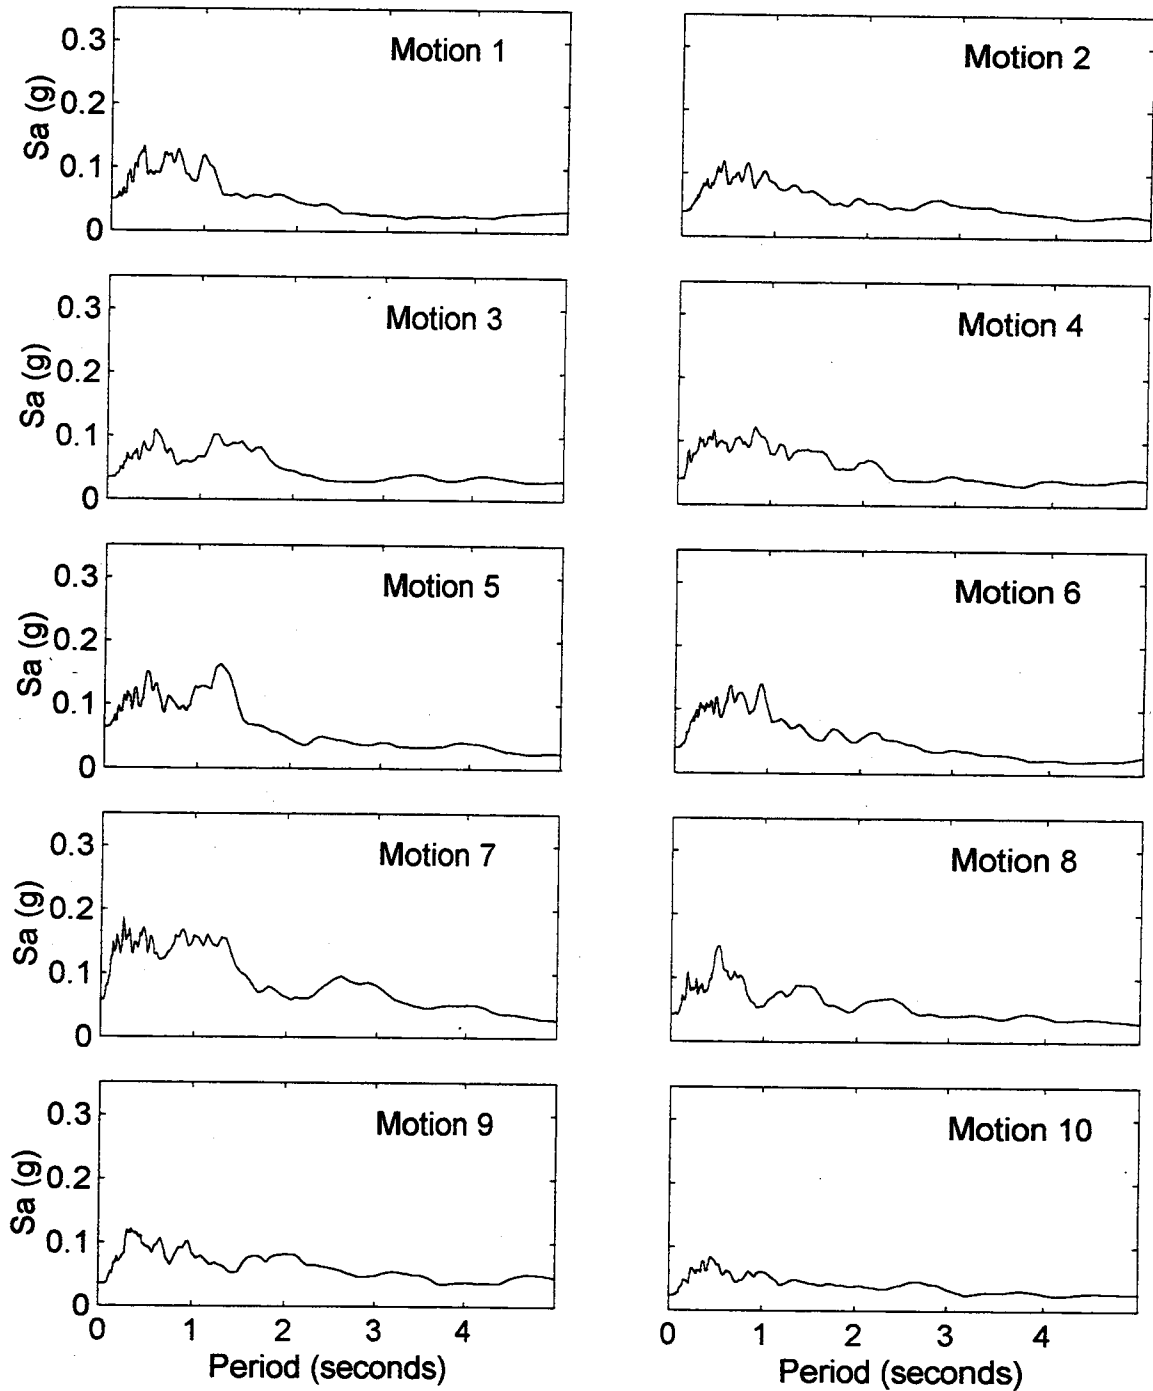 0.3
0.2
0.1
0
Sa (g)
Motion 1
Motion 2
0.3
0.2
0.1
0
Sa (g)
Motion 3
Motion 4
0.3
0.2
0.1
0
Sa (g)
Motion 5
Motion 6
0.3
0.2
0.1
0
Sa (g)
Motion 7
Motion 8
0.3
0.2
0.1
0
Sa (g)
Motion 9
Motion 10
0 1 2 3 4
0 1 2 3 4
Period (seconds)
Period (seconds)